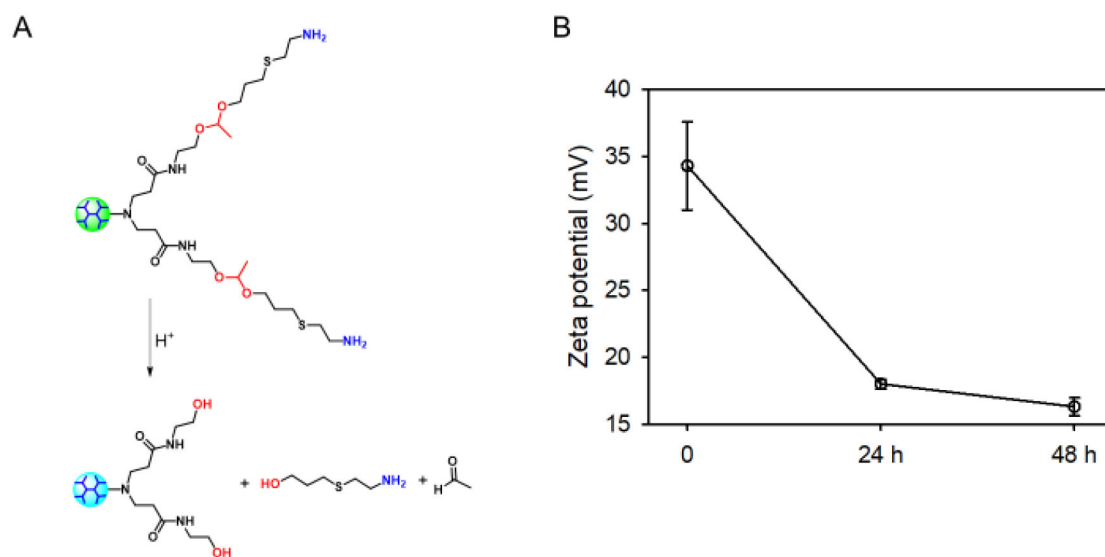 A
NH2
S
O
O
O
NH
N
O
NH
O
O
S
NH2
H+
OH
O
NH
N
O
NH
OH
+
HO
S
NH2
+
O
H
B
Zeta potential (mV)
40
35
30
25
20
15
0
24 h
48 h